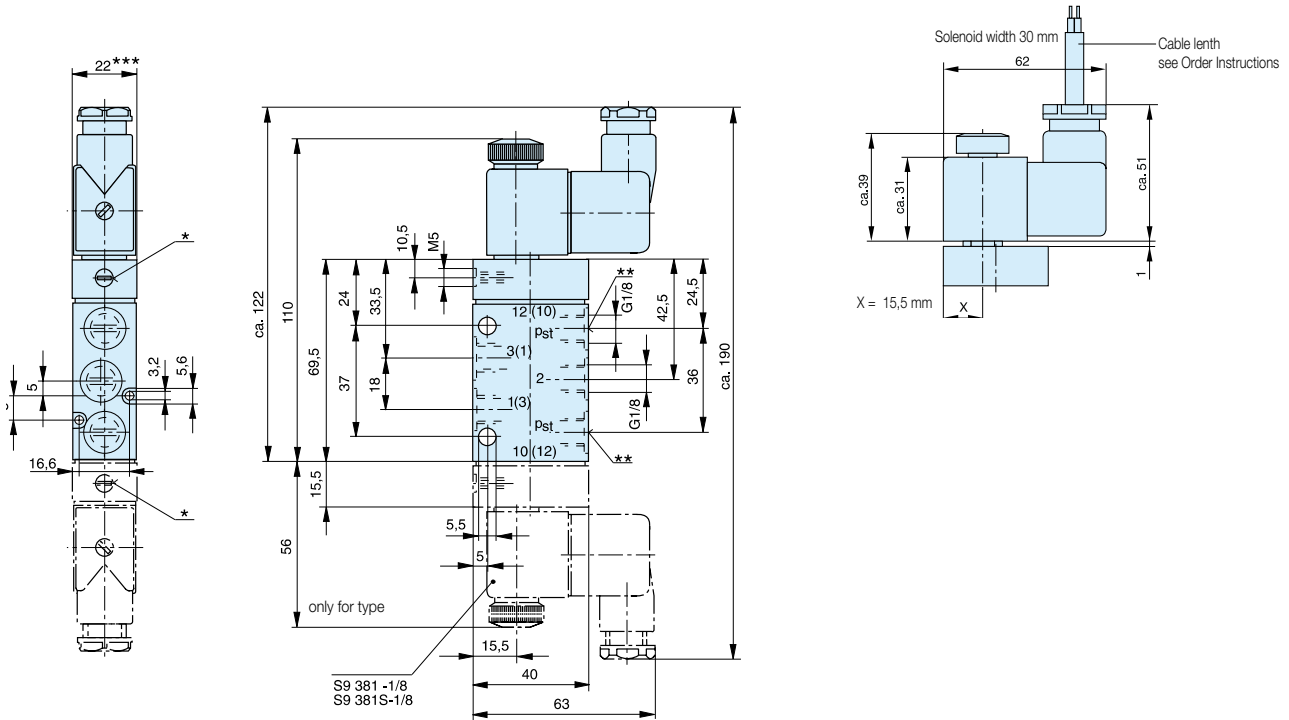 22***
*
5
3,2
5,6
16,6
*
ca. 122
110
69,5
24
37
33,5
18
10,5
M5
12 (10)
Pst
3(1)
2
1(3)
Pst
10 (12)
**
G1/8
42,5
24,5
36
G1/8
**
ca. 190
15,5
56
5,5
5
only for type
15,5
S9 381 -1/8
S9 381S-1/8
40
63
Solenoid width 30 mm
Cable lenth
see Order Instructions
62
ca.39
ca. 31
ca. 51
1
X = 15,5 mm
X